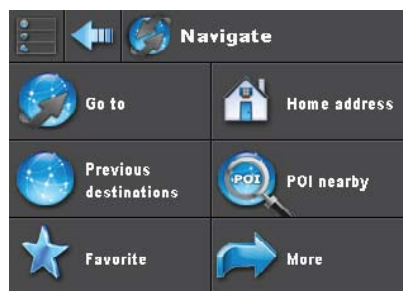 Navigate
Go to
Home address
Previous
destinations
POI
POI nearby
Favorite
More